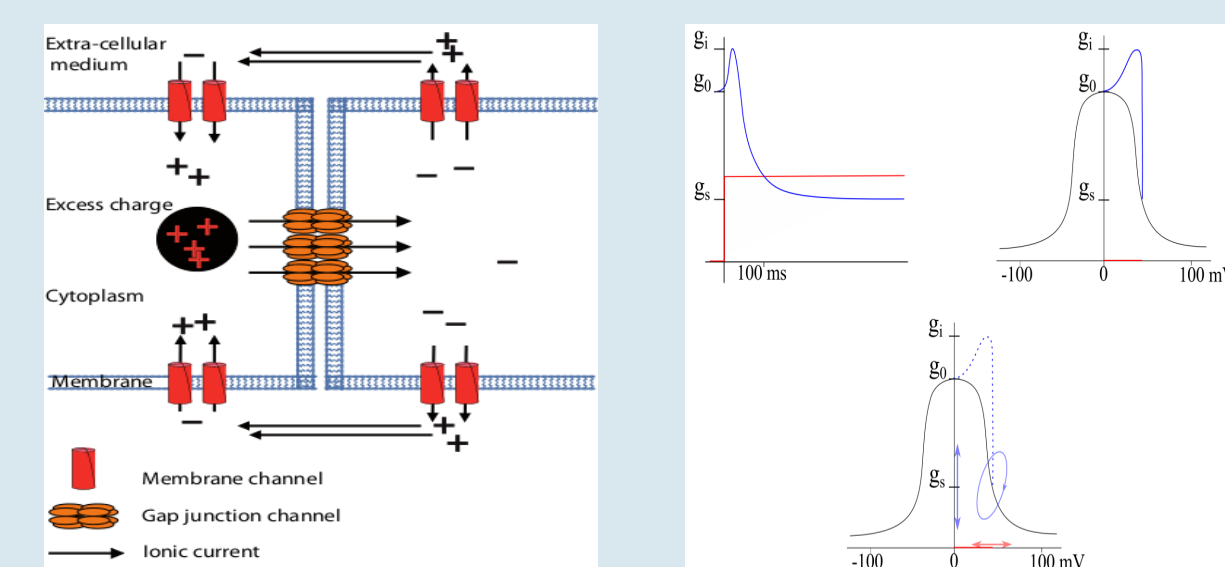 Extra-cellular
medium
Excess charge
Cytoplasm
Membrane
Membrane channel
Gap junction channel
Ionic current
gi
g0
gs
100 ms
gi
g0
gs
-100
0
100 mV
gi
g0
gs
-100
0
100 mV